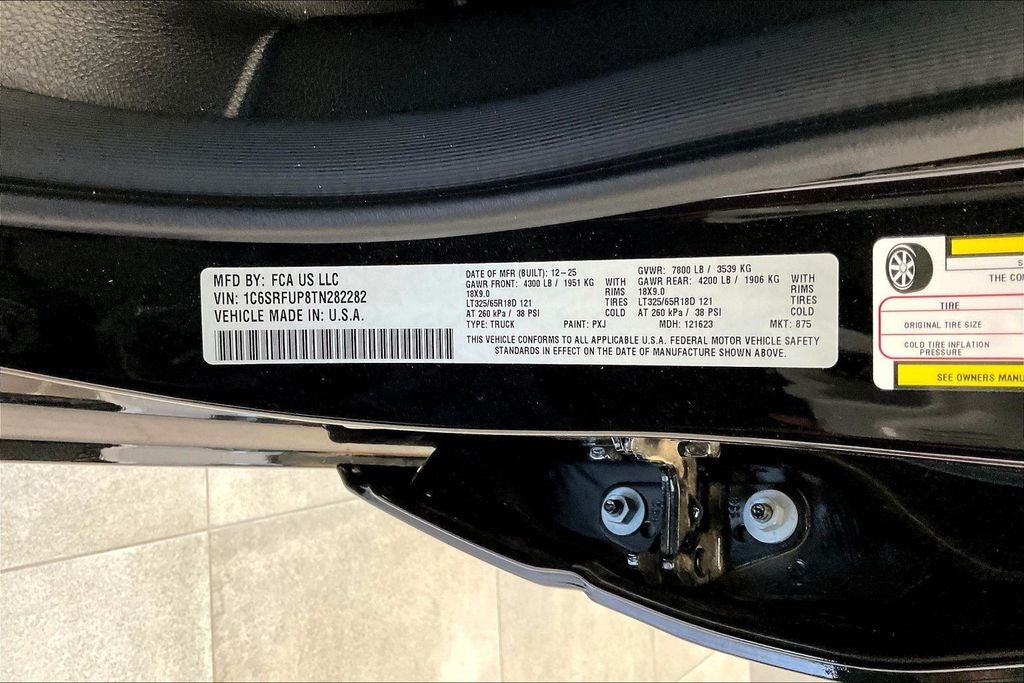 MFD BY: FCA US LLC
VIN: 1C6SRFUP8TN282282
VEHICLE MADE IN: U.S.A.
DATE OF MFR (BUILT): 12-25
GAWR FRONT: 4300 LB / 1951 KG WITH
18X9.0 RIMS
LT325/65R18D 121 TIRES
AT 260 kPa / 38 PSI COLD
TYPE: TRUCK PAINT: PXJ
GVWR: 7800 LB / 3539 KG
GAWR REAR: 4200 LB / 1906 KG WITH
18X9.0 RIMS
LT325/65R18D 121 TIRES
AT 260 kPa / 38 PSI COLD
MDH: 121623 MKT: 875
THIS VEHICLE CONFORMS TO ALL APPLICABLE U.S.A. FEDERAL MOTOR VEHICLE SAFETY
STANDARDS IN EFFECT ON THE DATE OF MANUFACTURE SHOWN ABOVE.
THE CO
TIRE
ORIGINAL TIRE SIZE
COLD TIRE INFLATION
PRESSURE
SEE OWNERS MANU